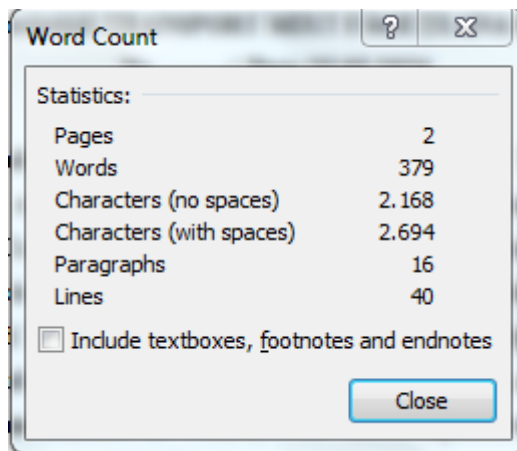 Word Count
Statistics:
Pages 2
Words 379
Characters (no spaces) 2.168
Characters (with spaces) 2.694
Paragraphs 16
Lines 40
Include textboxes, footnotes and endnotes
Close